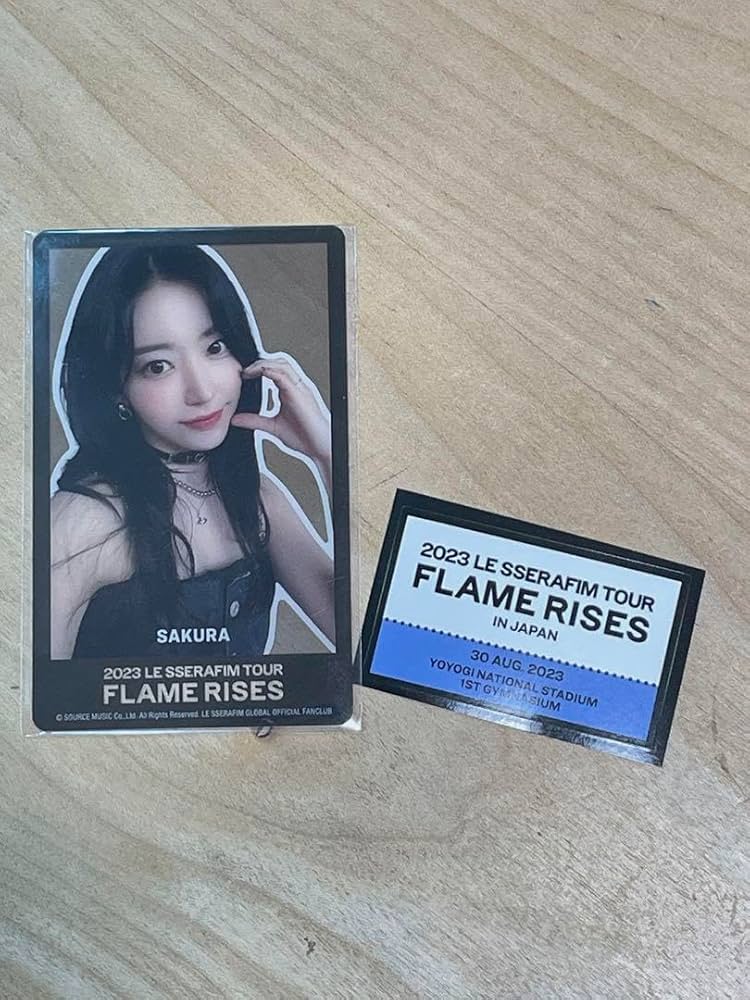 SAKURA
2023 LE SSERAFIM TOUR
FLAME RISES
© SOURCE MUSIC Co.,Ltd. All Rights Reserved. LE SSERAFIM GLOBAL OFFICIAL FANCLUB
2023 LE SSERAFIM TOUR
FLAME RISES
IN JAPAN
30 AUG. 2023
YOYOGI NATIONAL STADIUM
1ST GYMNASIUM